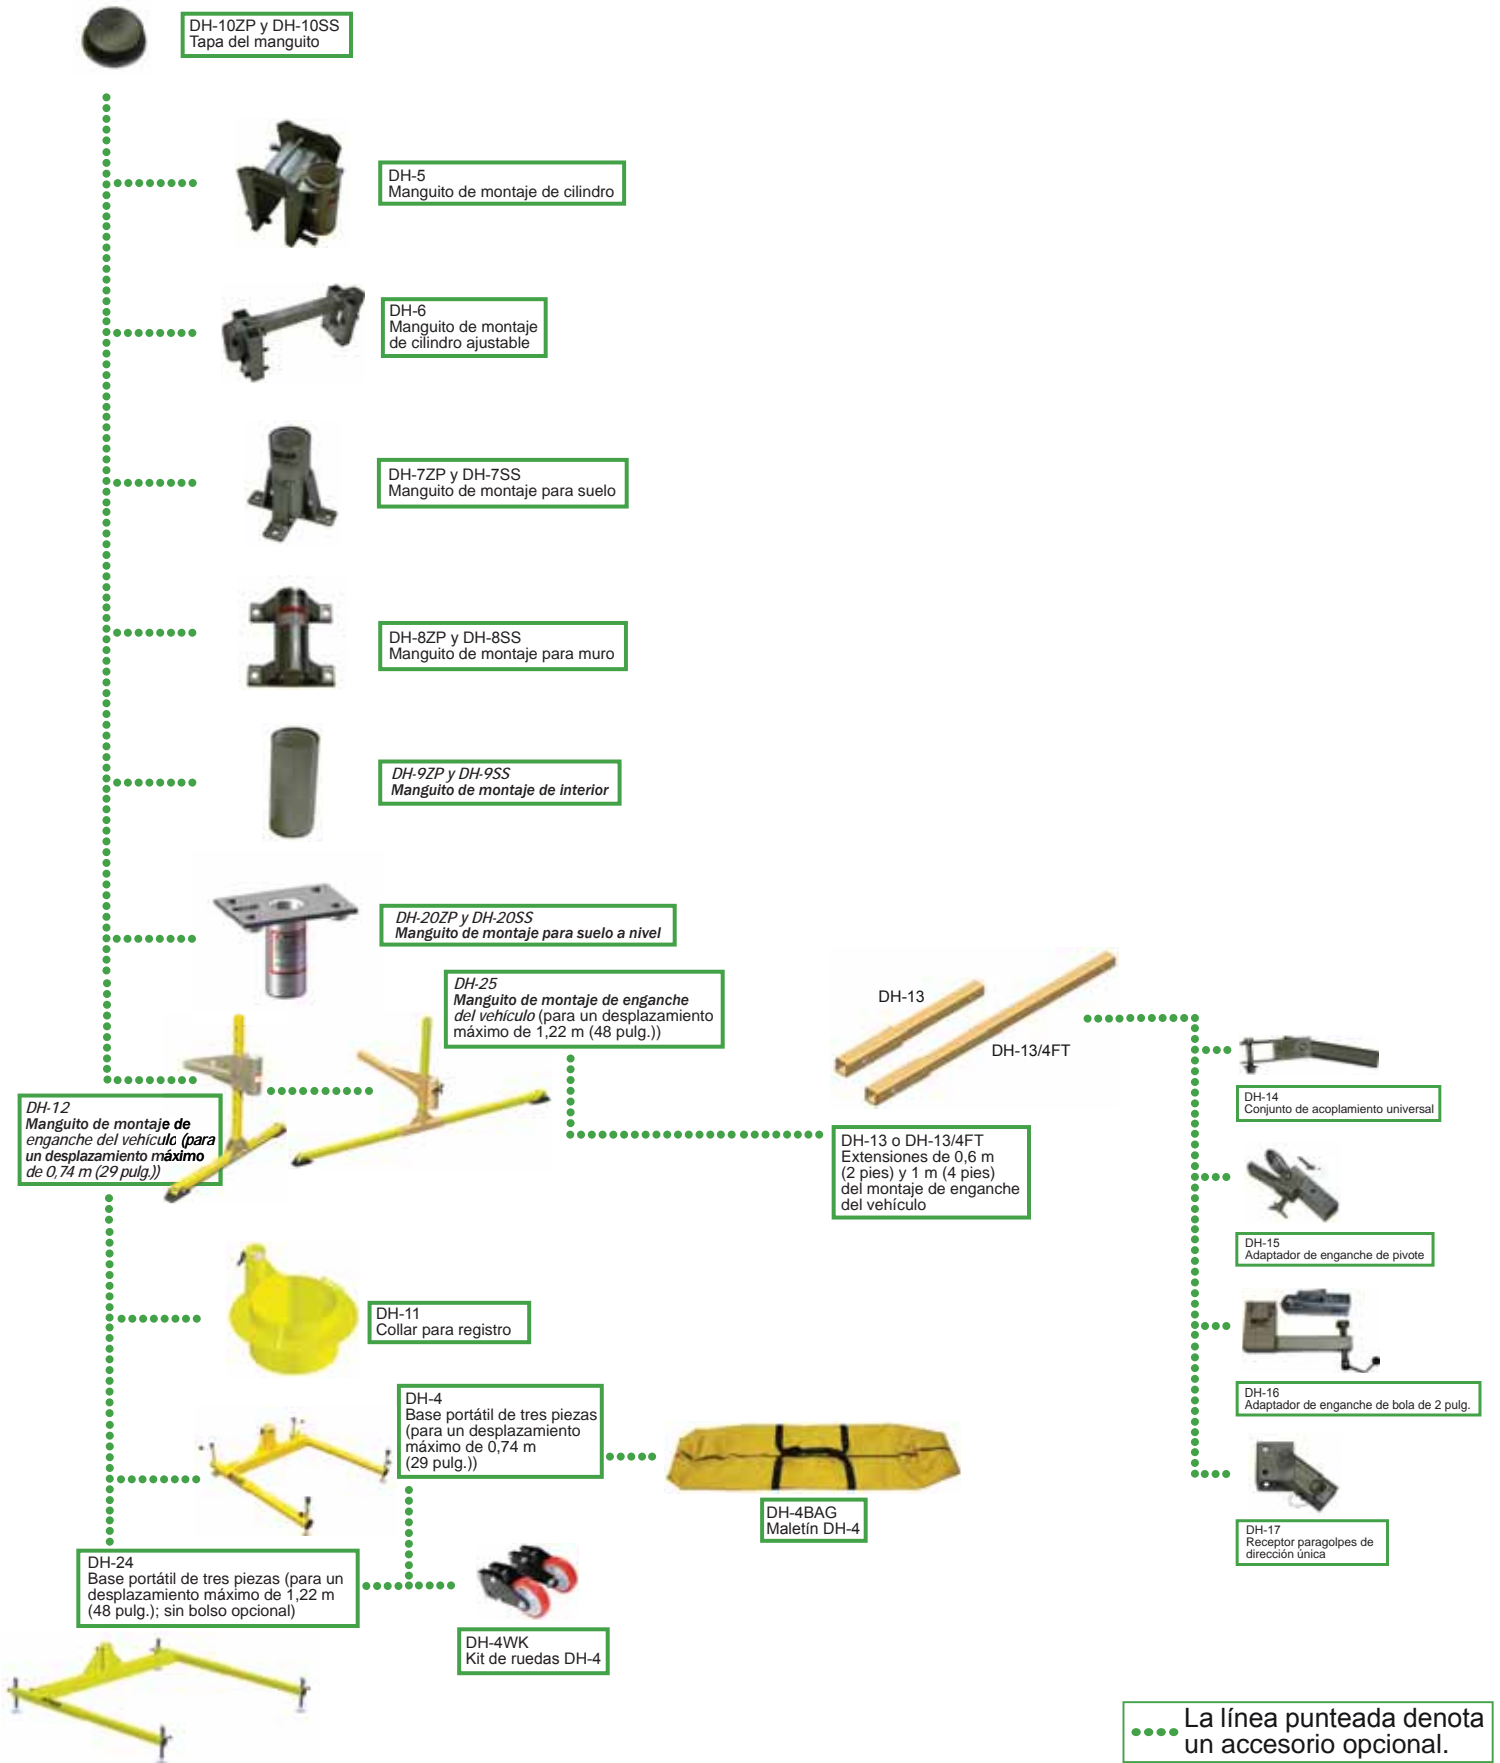 DH-10ZP y DH-10SS
Tapa del manguito
DH-5
Manguito de montaje de cilindro
DH-6
Manguito de montaje
de cilindro ajustable
DH-7ZP y DH-7SS
Manguito de montaje para suelo
DH-8ZP y DH-8SS
Manguito de montaje para muro
DH-9ZP y DH-9SS
Manguito de montaje de interior
DH-20ZP y DH-20SS
Manguito de montaje para suelo a nivel
DH-25
Manguito de montaje de enganche
del vehículo (para un desplazamiento
máximo de 1,22 m (48 pulg.))
DH-13
DH-13/4FT
DH-12
Manguito de montaje de
enganche del vehículo (para
un desplazamiento máximo
de 0,74 m (29 pulg.))
DH-13 o DH-13/4FT
Extensiones de 0,6 m
(2 pies) y 1 m (4 pies)
del montaje de enganche
del vehículo
DH-14
Conjunto de acoplamiento universal
DH-15
Adaptador de enganche de pivote
DH-11
Collar para registro
DH-16
Adaptador de enganche de bola de 2 pulg.
DH-4
Base portátil de tres piezas
(para un desplazamiento
máximo de 0,74 m
(29 pulg.))
DH-4BAG
Maletín DH-4
DH-17
Receptor paragolpes de
dirección única
DH-24
Base portátil de tres piezas (para un
desplazamiento máximo de 1,22 m
(48 pulg.); sin bolso opcional)
DH-4WK
Kit de ruedas DH-4
La línea punteada denota
un accesorio opcional.